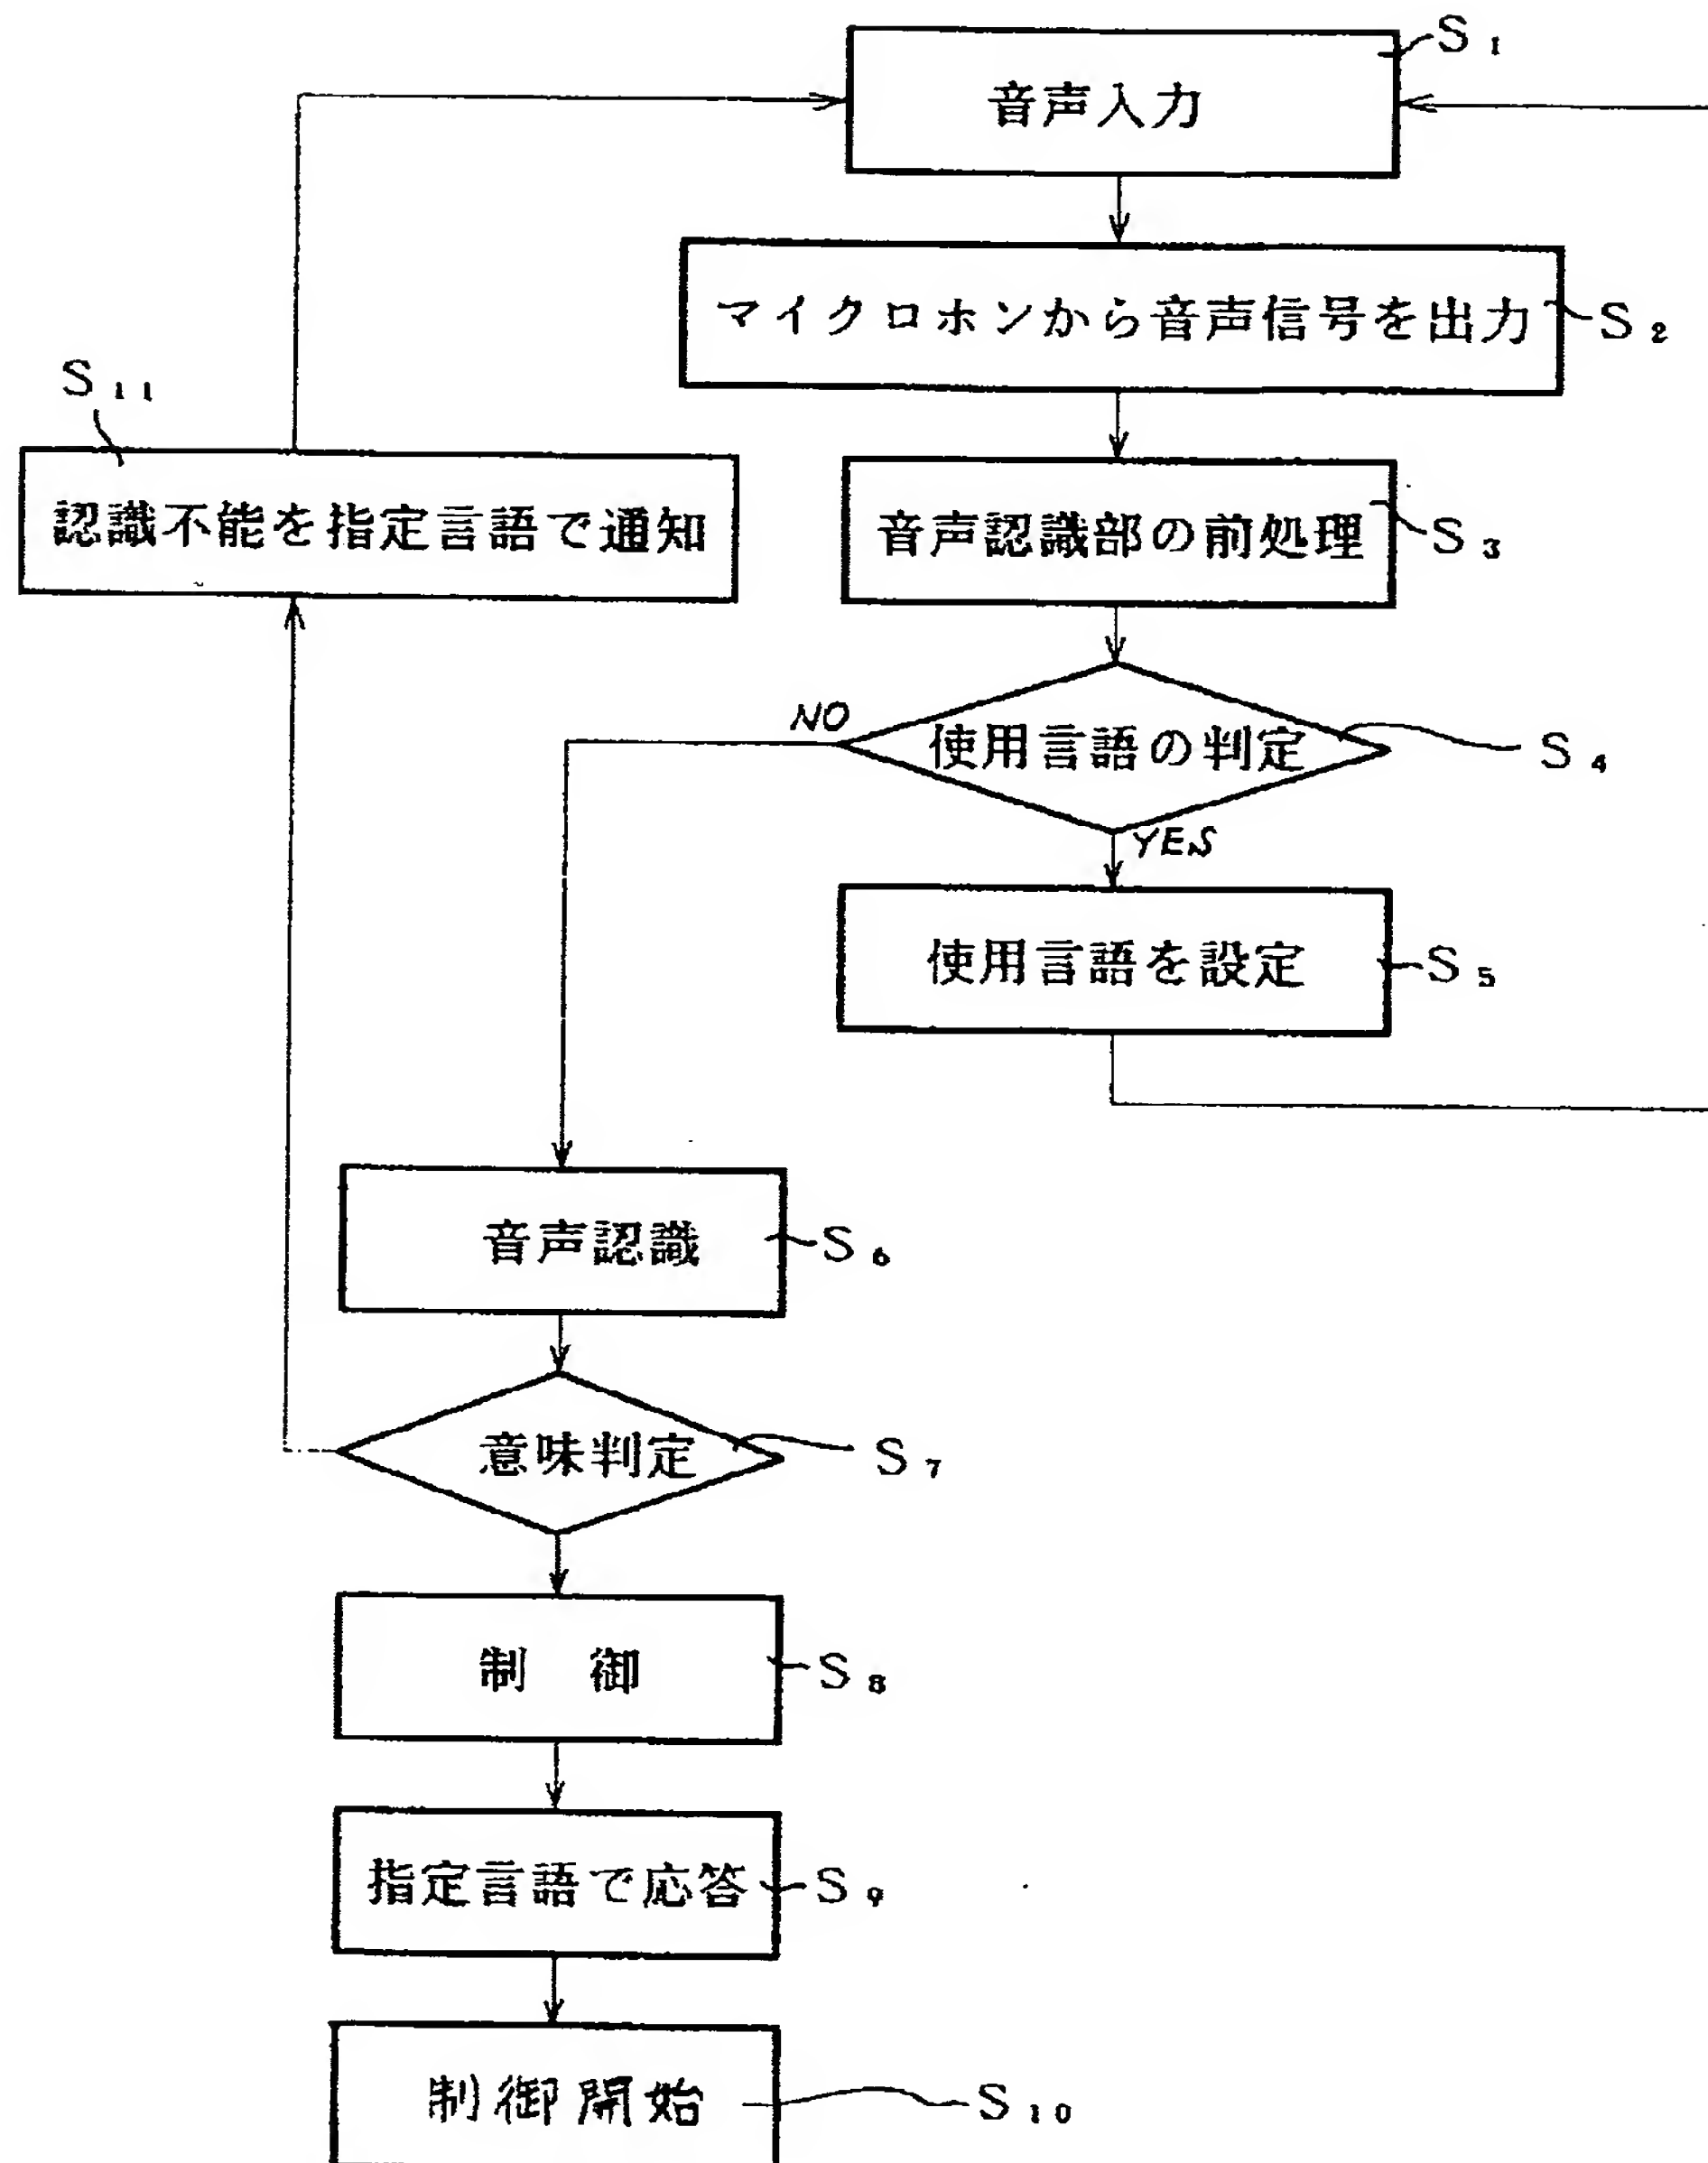 S1
音声入力
マイクロホンから音声信号を出力
S2
S11
認識不能を指定言語で通知
音声認識部の前処理
S3
NO
使用言語の判定
S4
YES
使用言語を設定
S5
音声認識
S6
意味判定
S7
制 御
S8
指定言語で応答
S9
制御開始
S10